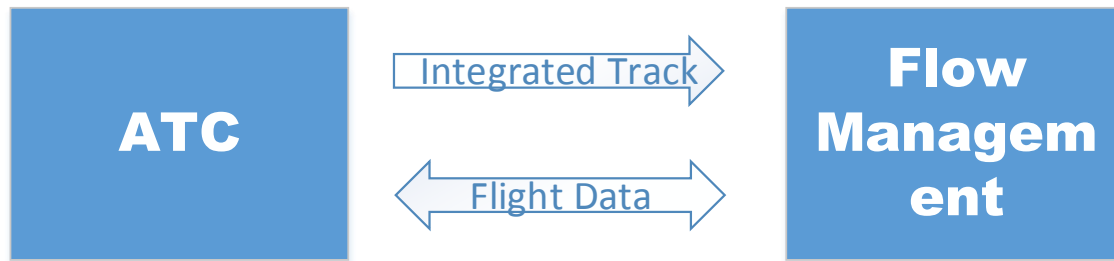 ATC
Integrated Track
Flight Data
Flow
Managem
ent